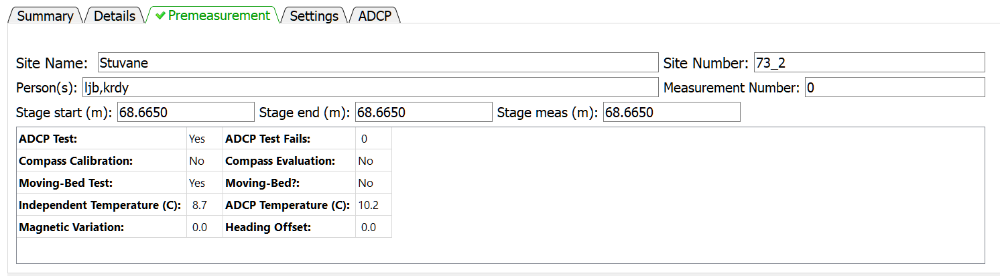 Summary Details Premeasurement Settings ADCP
Site Name: Stuvane Site Number: 73_2
Person(s): ljb,krdy Measurement Number: 0
Stage start (m): 68.6650 Stage end (m): 68.6650 Stage meas (m): 68.6650
ADCP Test: Yes ADCP Test Fails: 0
Compass Calibration: No Compass Evaluation: No
Moving-Bed Test: Yes Moving-Bed?: No
Independent Temperature (C): 8.7 ADCP Temperature (C): 10.2
Magnetic Variation: 0.0 Heading Offset: 0.0